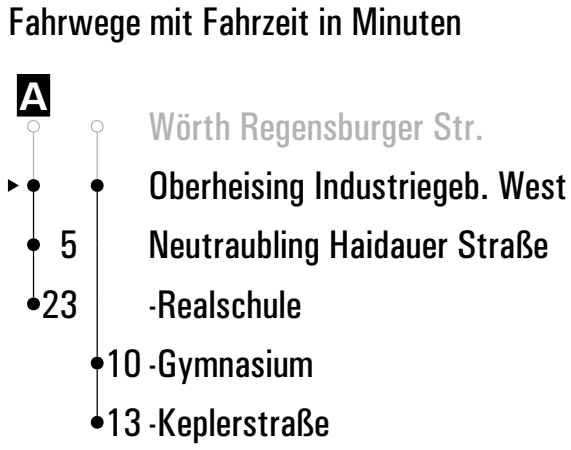 Fahrwege mit Fahrzeit in Minuten
A
Wörth Regensburger Str.
Oberheising Industriegeb. West
5 Neutraubling Haidauer Straße
23 -Realschule
10 -Gymnasium
13 -Keplerstraße